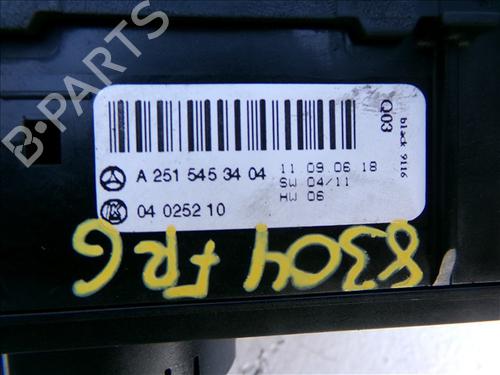 A 251 545 34 04
11.09.06 18
SW 04/11
HW 06
04 0252 10
Q03
black 9116
8304 FRG
B-PARTS